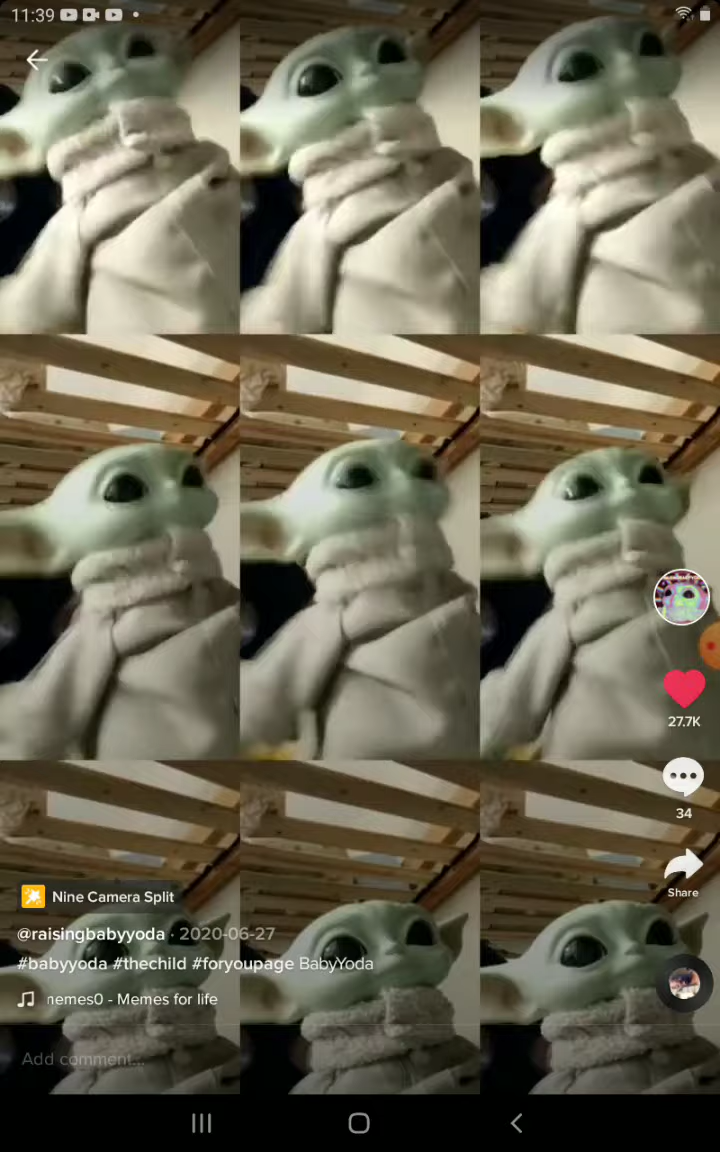 11:39
27.7K
34
Share
Nine Camera Split
@raisingbabyyoda · 2020-06-27
#babyyoda #thechild #foryoupage BabyYoda
nemes0 - Memes for life
Add comment...